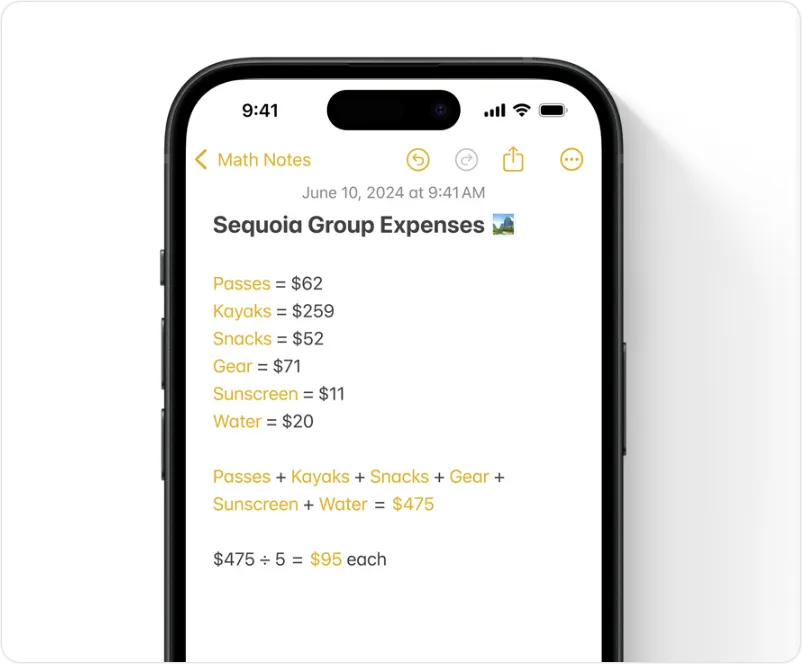 9:41
Math Notes
June 10, 2024 at 9:41 AM
Sequoia Group Expenses 🏞️
Passes = $62
Kayaks = $259
Snacks = $52
Gear = $71
Sunscreen = $11
Water = $20
Passes + Kayaks + Snacks + Gear +
Sunscreen + Water = $475
$475 ÷ 5 = $95 each